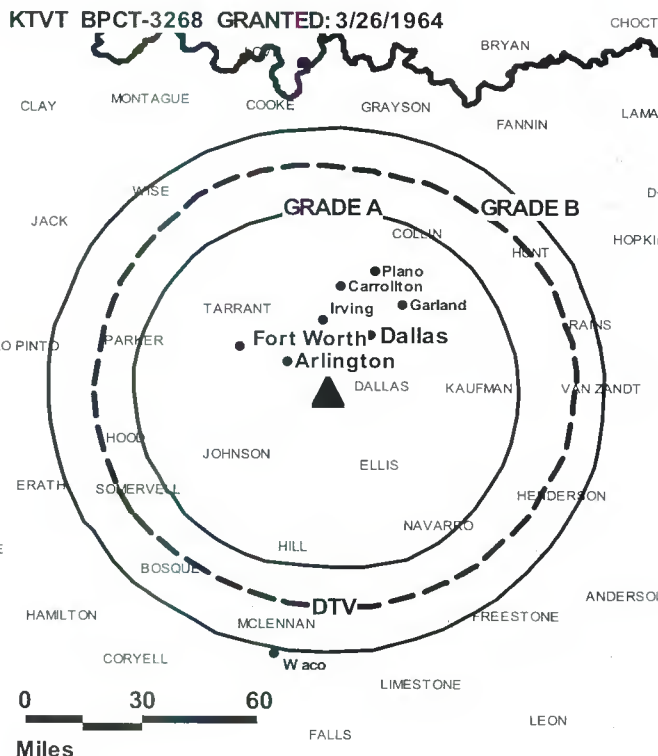 KTVT BPCT-3268 GRANTED: 3/26/1964
CHOCT
BRYAN
CLAY
MONTAGUE
COOKE
GRAYSON
FANNIN
LAMA
WISE
GRADE A
GRADE B
JACK
COLLIN
HUNT
HOPKIN
Plano
Carrollton
TARRANT
Irving
Garland
RAINS
O PINTO
PARKER
Fort Worth
Dallas
Arlington
DALLAS
KAUFMAN
VAN ZANDT
HOOD
JOHNSON
ELLIS
ERATH
SOMERVELL
HENDERSON
NAVARRO
HILL
BOSQUE
DTV
ANDERSO
HAMILTON
MCLENNAN
FREESTONE
CORYELL
Waco
LIMESTONE
0 30 60
LEON
FALLS
Miles